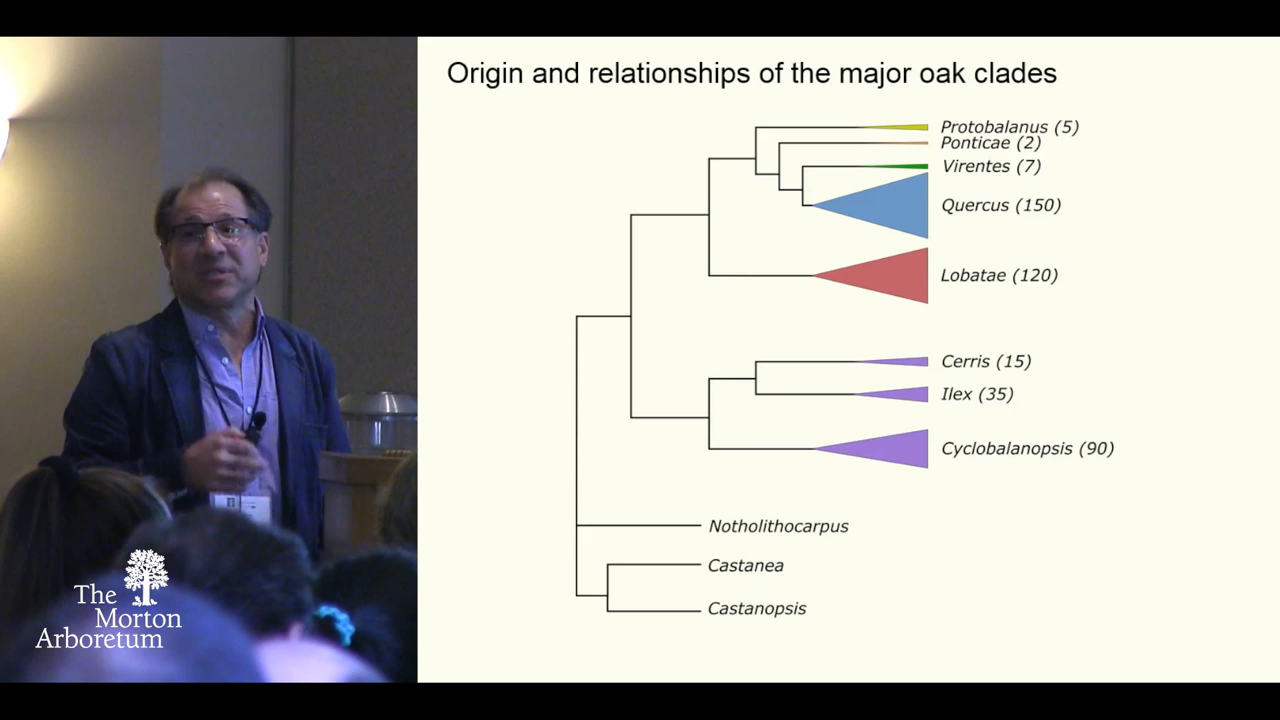 Origin and relationships of the major oak clades
Protobalanus (5)
Ponticae (2)
Virentes (7)
Quercus (150)
Lobatae (120)
Cerris (15)
Ilex (35)
Cyclobalanopsis (90)
Notholithocarpus
Castanea
Castanopsis
The
Morton
Arboretum